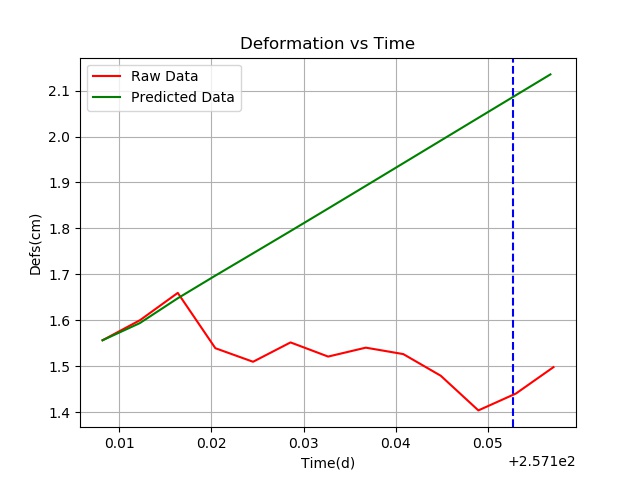 Deformation vs Time
Raw Data
Predicted Data
2.1
2.0
1.9
1.8
1.7
1.6
1.5
1.4
Defs(cm)
0.01 0.02 0.03 0.04 0.05
Time(d)
+2.571e2